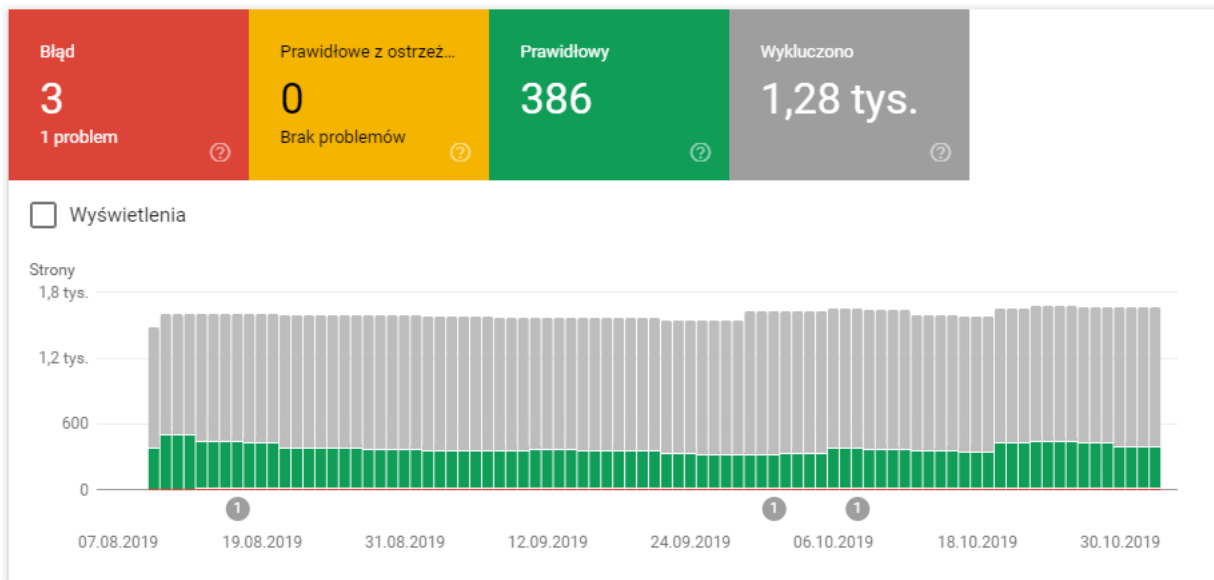 Błąd
3
1 problem
Prawidłowe z ostrzeż...
0
Brak problemów
Prawidłowy
386
Wykluczono
1,28 tys.
Wyświetlenia
Strony
1,8 tys.
1,2 tys.
600
0
1 1 1
07.08.2019 19.08.2019 31.08.2019 12.09.2019 24.09.2019 06.10.2019 18.10.2019 30.10.2019